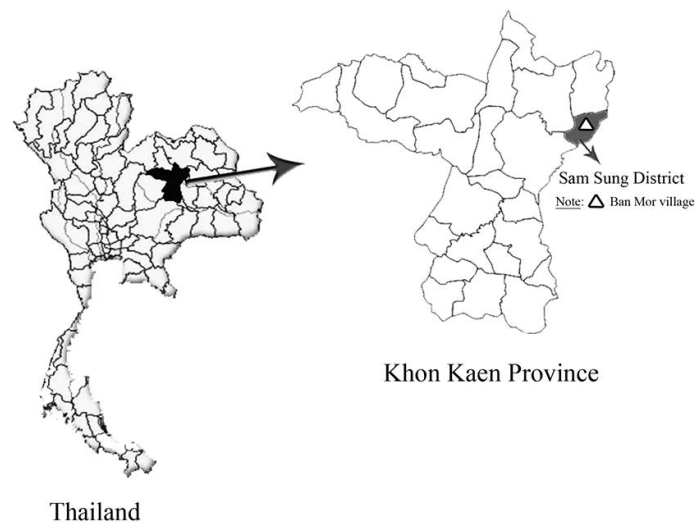 Sam Sung District
Note: Ban Mor village
Khon Kaen Province
Thailand